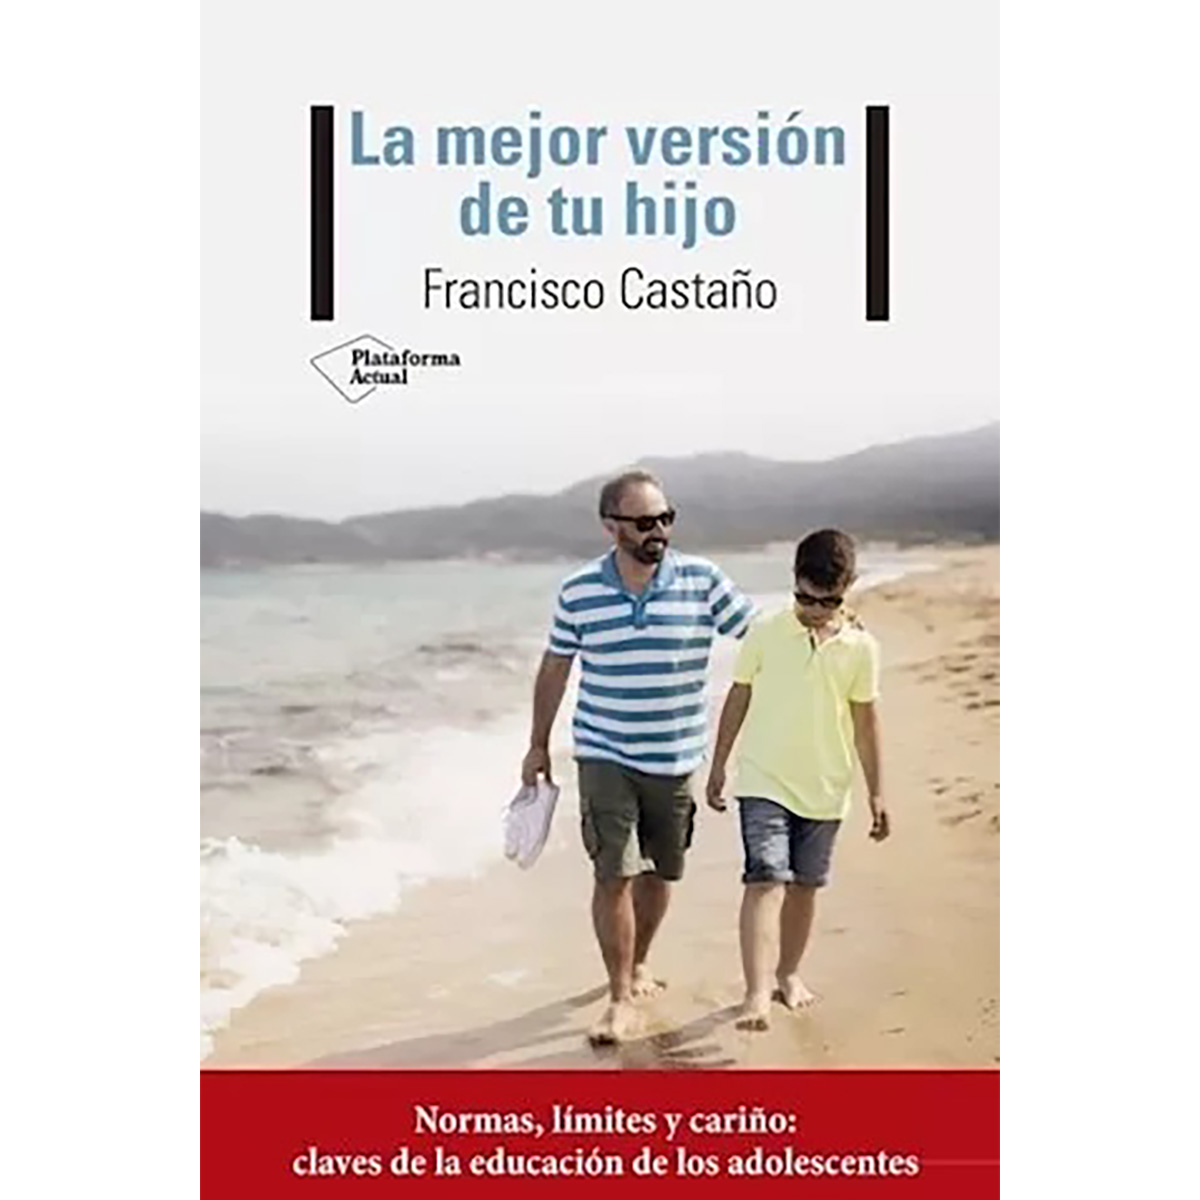 La mejor versión
de tu hijo
Francisco Castaño
Plataforma
Actual
Normas, límites y cariño:
claves de la educación de los adolescentes